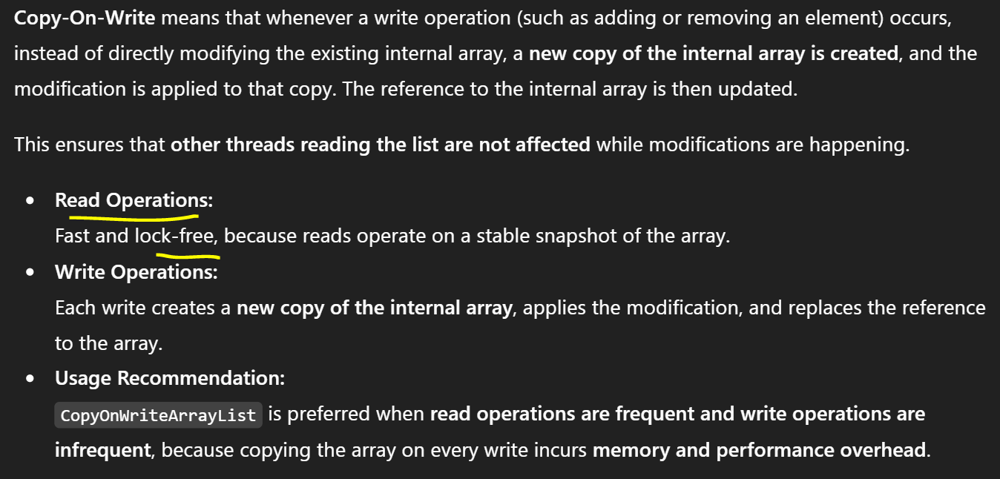 Copy-On-Write means that whenever a write operation (such as adding or removing an element) occurs,
instead of directly modifying the existing internal array, a new copy of the internal array is created, and the
modification is applied to that copy. The reference to the internal array is then updated.
This ensures that other threads reading the list are not affected while modifications are happening.
• Read Operations:
Fast and lock-free, because reads operate on a stable snapshot of the array.
• Write Operations:
Each write creates a new copy of the internal array, applies the modification, and replaces the reference
to the array.
• Usage Recommendation:
CopyOnWriteArrayList is preferred when read operations are frequent and write operations are
infrequent, because copying the array on every write incurs memory and performance overhead.